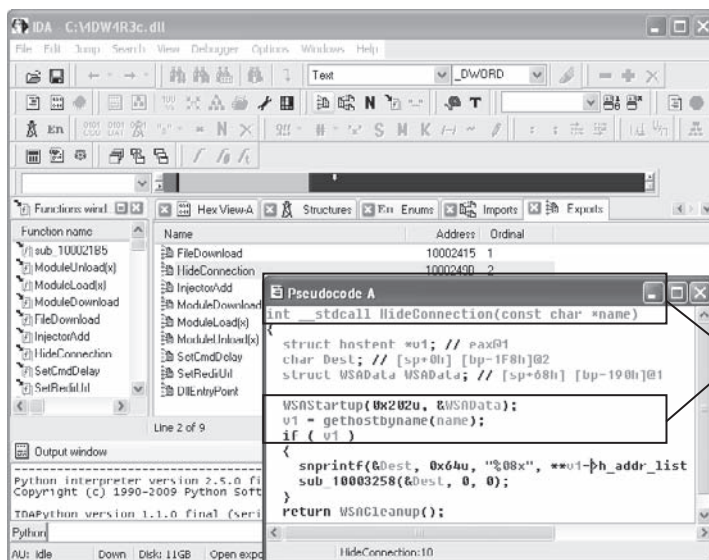 IDA C:\4DW4R3c.dll
File Edit Jump Search View Debugger Options Windows Help
Text
_DWORD
En
Functions wind.
Hex View-A
Structures
En Enums
Imports
Exports
Function name
sub_100021B5
ModuleUnload(x)
ModuleLoad(x)
ModuleDownload
FileDownload
InjectorAdd
HideConnection
SetCmdDelay
SetRedirUrl
Name Address Ordinal
FileDownload 10002415 1
HideConnection 10002490 2
InjectorAdd
ModuleDownload
ModuleLoad(x)
ModuleUnload(x)
SetCmdDelay
SetRedirUrl
DllEntryPoint
Line 2 of 9
Pseudocode A
int __stdcall HideConnection(const char *name)
{
struct hostent *v1; // eax@1
char Dest; // [sp+0h] [bp-1F8h]@2
struct WSAData WSAData; // [sp+68h] [bp-190h]@1
WSAStartup(0x202u, &WSAData);
v1 = gethostbyname(name);
if ( v1 )
{
snprintf(&Dest, 0x64u, "%08x", **v1->h_addr_list
sub_10003258(&Dest, 0, 0);
}
return WSACleanup();
HideConnection:10
Output window
Python interpreter version 2.5.0 fi
Copyright (c) 1990-2009 Python Soft
IDAPython version 1.1.0 final (seri
Python
AU: idle Down Disk: 11GB Open expo